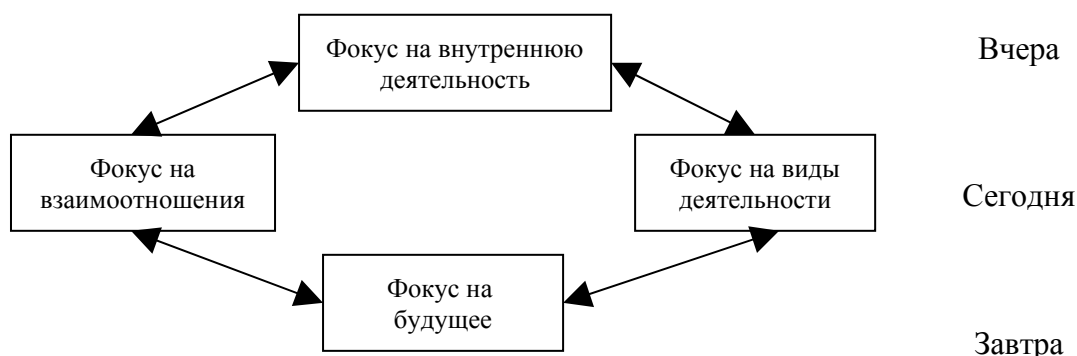 Фокус на внутреннюю
деятельность
Вчера
Фокус на
взаимоотношения
Фокус на виды
деятельности
Сегодня
Фокус на
будущее
Завтра